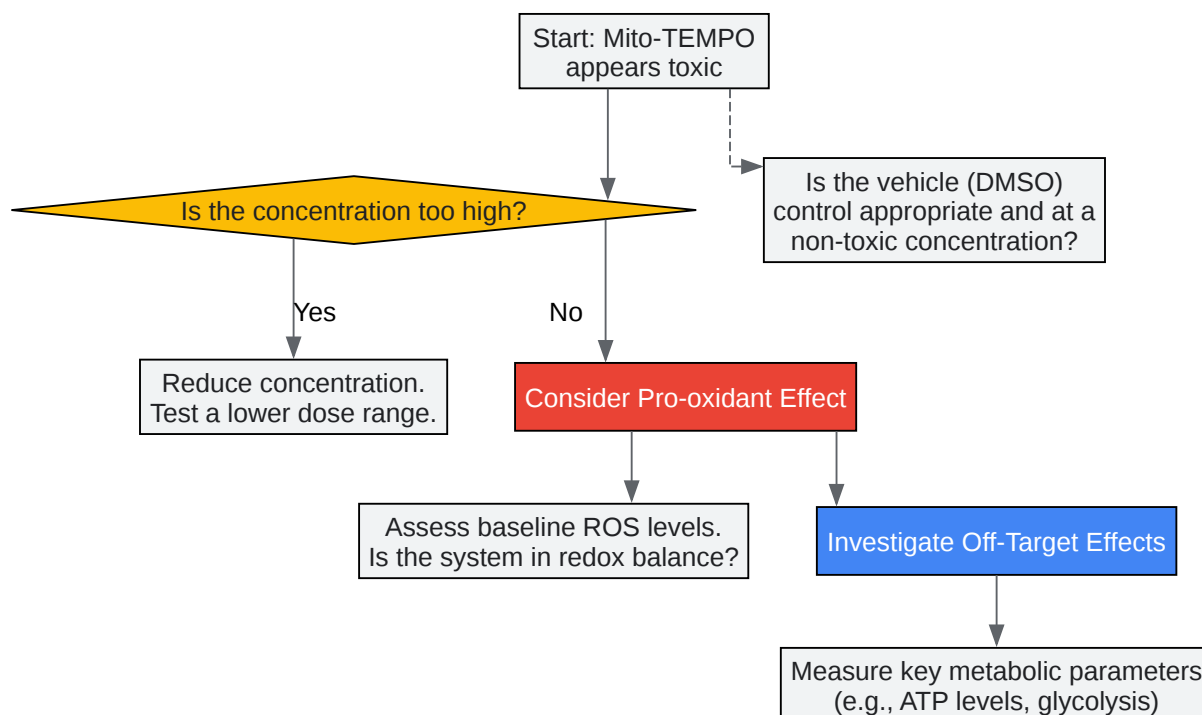 Start: Mito-TEMPO
appears toxic
Is the concentration too high?
Is the vehicle (DMSO)
control appropriate and at a
non-toxic concentration?
Yes
No
Reduce concentration.
Test a lower dose range.
Consider Pro-oxidant Effect
Assess baseline ROS levels.
Is the system in redox balance?
Investigate Off-Target Effects
Measure key metabolic parameters
(e.g., ATP levels, glycolysis)